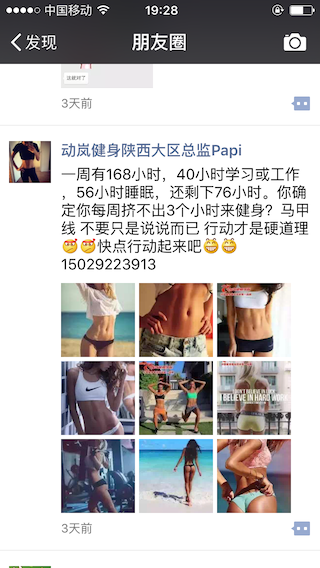 中国移动 19:28
发现 朋友圈
这就对了
3天前
动岚健身陕西大区总监Papi
一周有168小时，40小时学习或工作
，56小时睡眠，还剩下76小时。你确
定你每周挤不出3个小时来健身？马甲
线 不要只是说说而已 行动才是硬道理
快点行动起来吧
15029223913
I BELIEVE IN HARD WORK
3天前